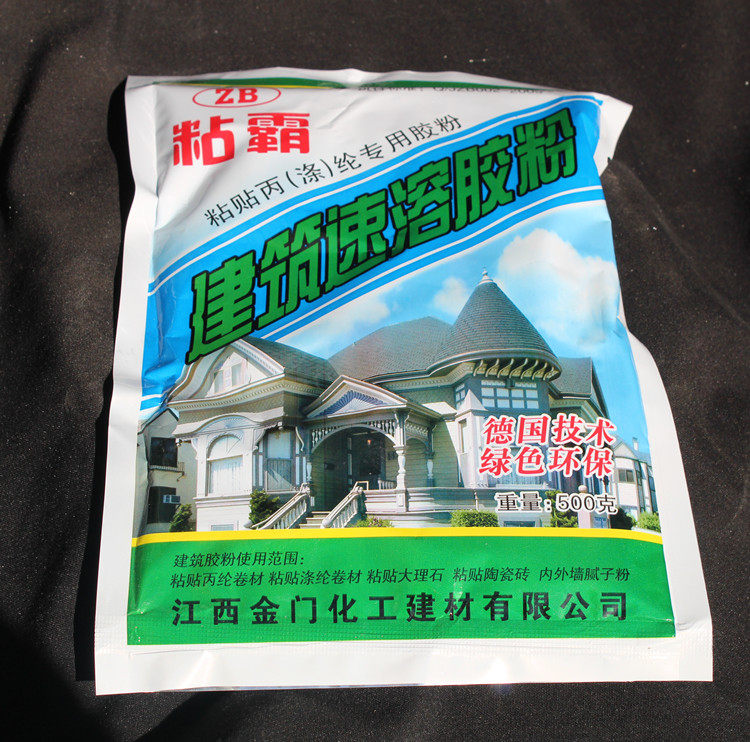 ZB
粘霸
粘贴丙(涤)纶专用胶粉
建筑速溶胶粉
德国技术
绿色环保
重量:500克
建筑胶粉使用范围:
粘贴丙纶卷材 粘贴涤纶卷材 粘贴大理石 粘贴陶瓷砖 内外墙腻子粉
江西金门化工建材有限公司